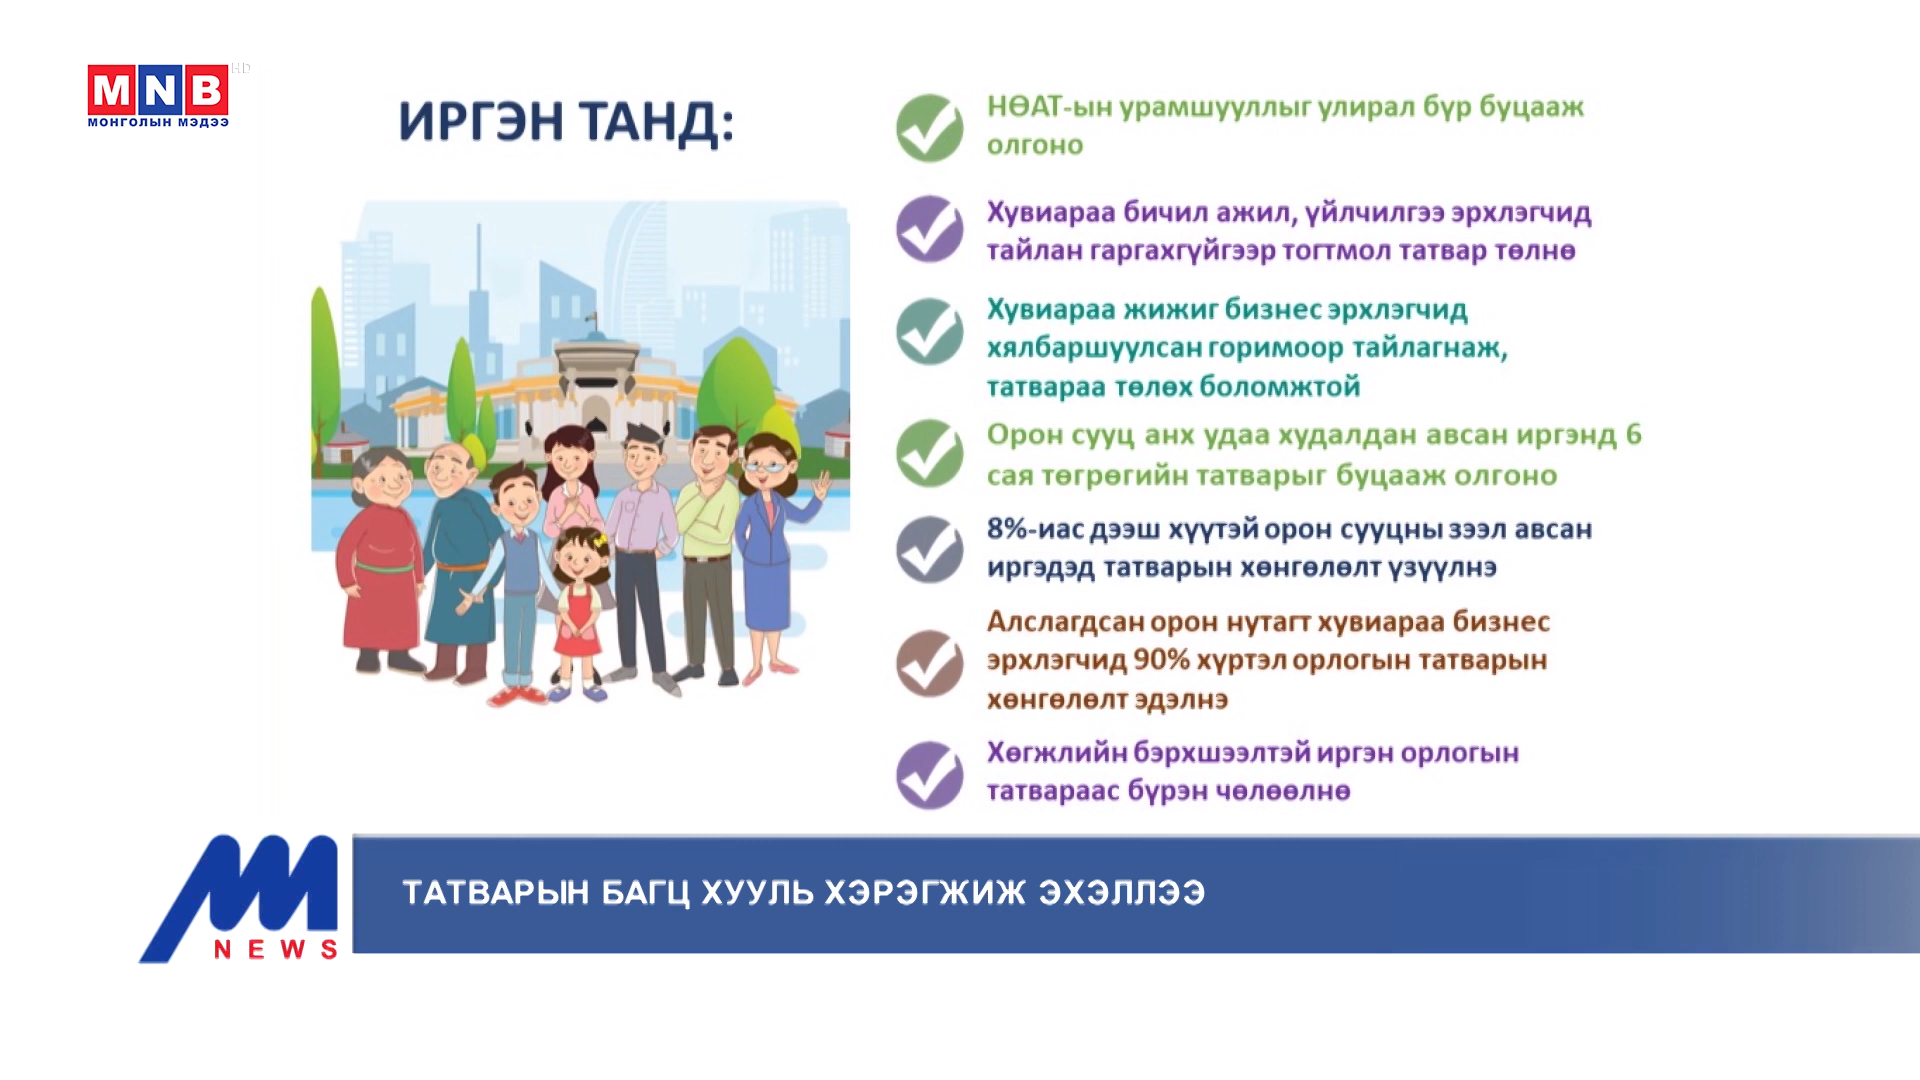 MNB HD
МОНГОЛЫН МЭДЭЭ
ИРГЭН ТАНД:
НӨАТ-ын урамшууллыг улирал бүр буцааж
олгоно
Хувиараа бичил ажил, үйлчилгээ эрхлэгчид
тайлан гаргахгүйгээр тогтмол татвар төлнө
Хувиараа жижиг бизнес эрхлэгчид
хялбаршуулсан горимоор тайлагнаж,
татвараа төлөх боломжтой
Орон сууц анх удаа худалдан авсан иргэнд 6
сая төгрөгийн татварыг буцааж олгоно
8%-иас дээш хүүтэй орон сууцны зээл авсан
иргэдэд татварын хөнгөлөлт үзүүлнэ
Алслагдсан орон нутагт хувиараа бизнес
эрхлэгчид 90% хүртэл орлогын татварын
хөнгөлөлт эдэлнэ
Хөгжлийн бэрхшээлтэй иргэн орлогын
татвараас бүрэн чөлөөлнө
NEWS
ТАТВАРЫН БАГЦ ХУУЛЬ ХЭРЭГЖИЖ ЭХЭЛЛЭЭ